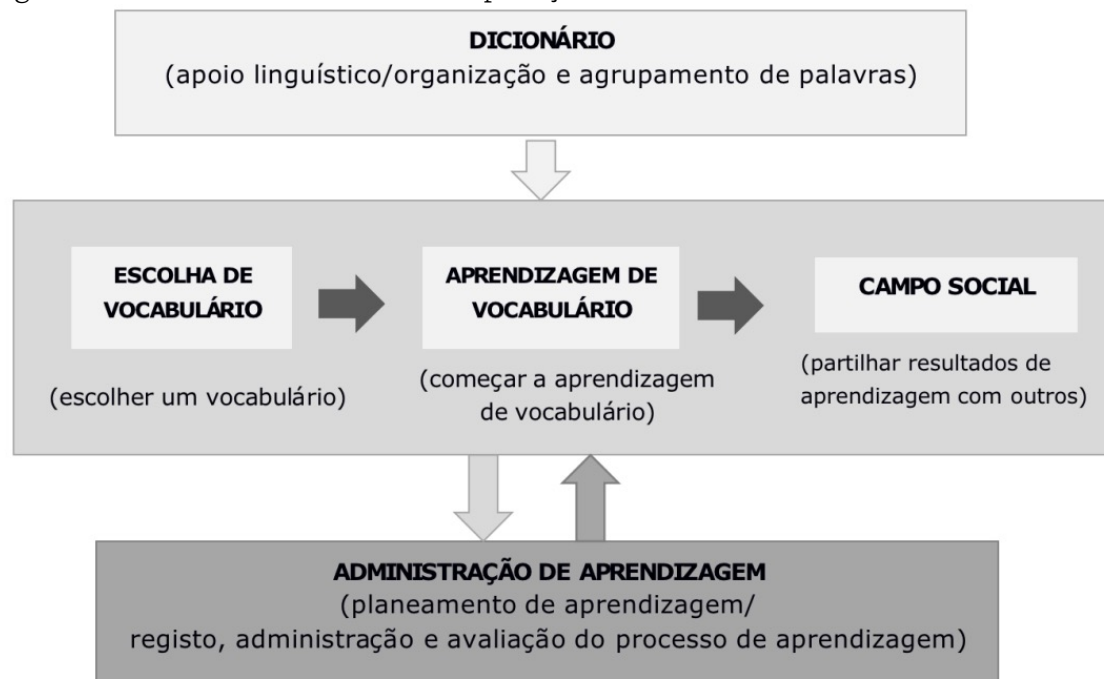 DICIONÁRIO
(apoio linguístico/organização e agrupamento de palavras)
ESCOLHA DE
VOCABULÁRIO
(escolher um vocabulário)
APRENDIZAGEM DE
VOCABULÁRIO
(começar a aprendizagem
de vocabulário)
CAMPO SOCIAL
(partilhar resultados de
aprendizagem com outros)
ADMINISTRAÇÃO DE APRENDIZAGEM
(planeamento de aprendizagem/
registo, administração e avaliação do processo de aprendizagem)